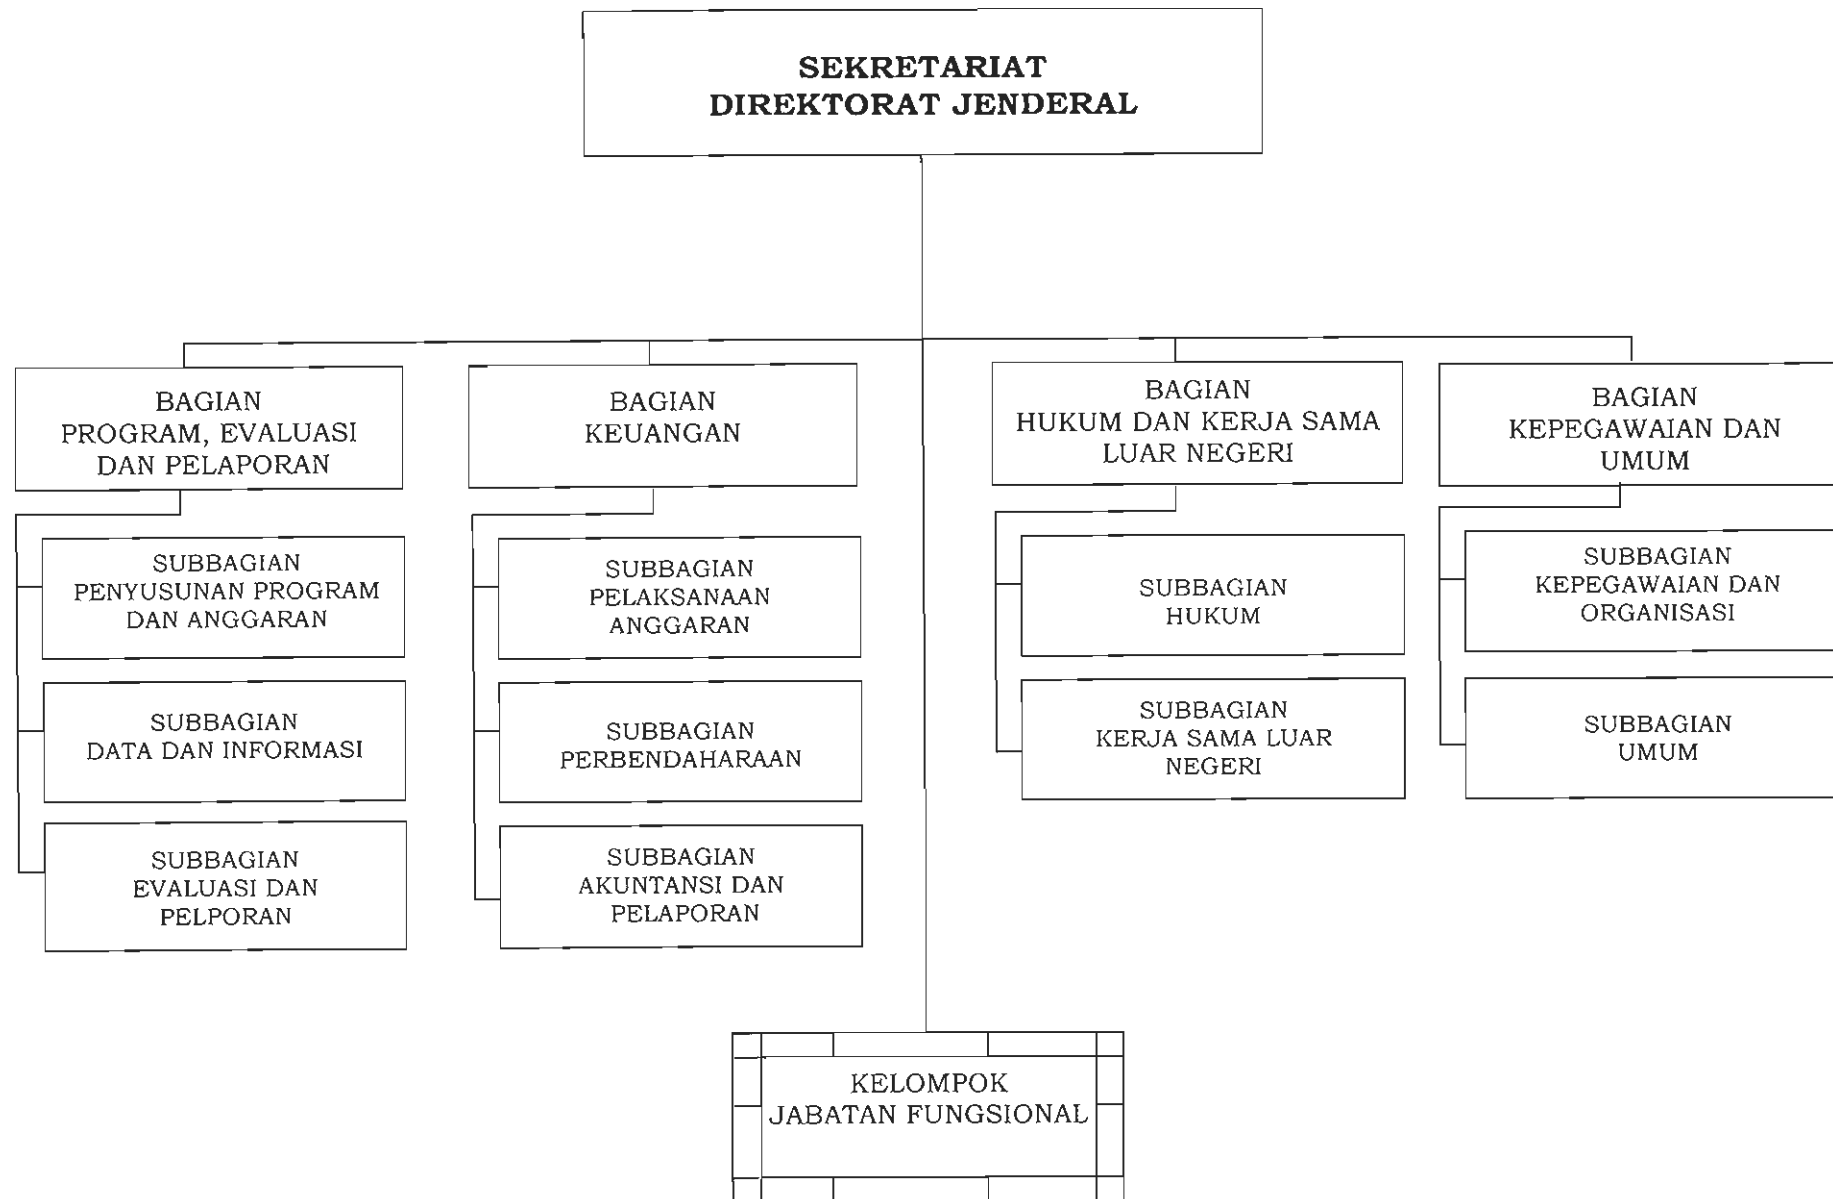 SEKRETARIAT
DIREKTORAT JENDERAL
BAGIAN
PROGRAM, EVALUASI
DAN PELAPORAN
BAGIAN
KEUANGAN
BAGIAN
HUKUM DAN KERJA SAMA
LUAR NEGERI
BAGIAN
KEPEGAWAIAN DAN
UMUM
SUBBAGIAN
PENYUSUNAN PROGRAM
DAN ANGGARAN
SUBBAGIAN
PELAKSANAAN
ANGGARAN
SUBBAGIAN
HUKUM
SUBBAGIAN
KEPEGAWAIAN DAN
ORGANISASI
SUBBAGIAN
DATA DAN INFORMASI
SUBBAGIAN
PERBENDAHARAAN
SUBBAGIAN
KERJA SAMA LUAR
NEGERI
SUBBAGIAN
UMUM
SUBBAGIAN
EVALUASI DAN
PELPORAN
SUBBAGIAN
AKUNTANSI DAN
PELAPORAN
KELOMPOK
JABATAN FUNGSIONAL